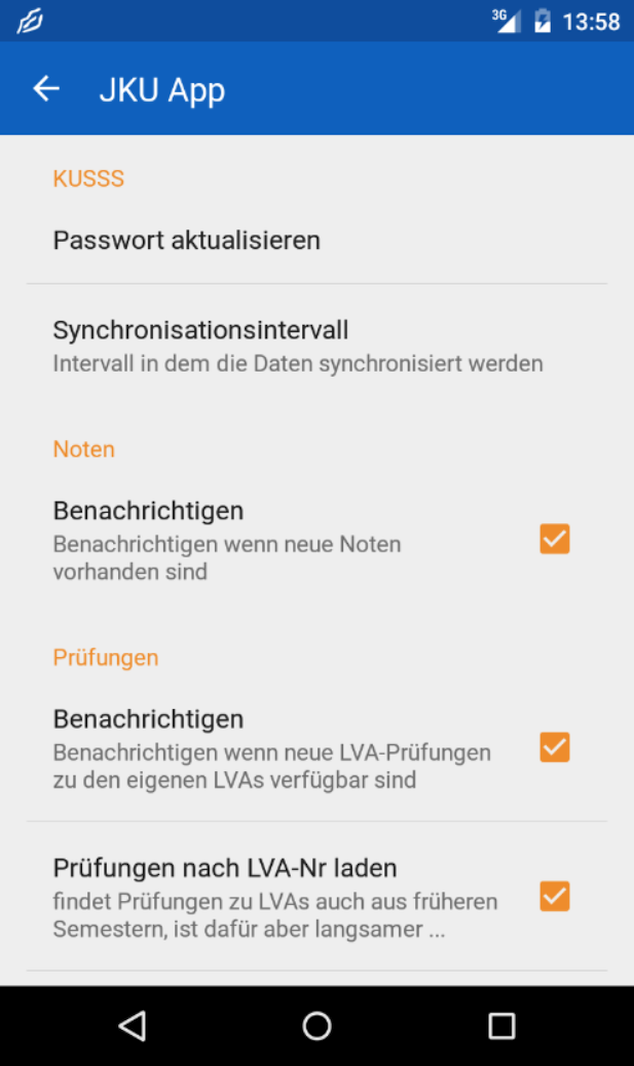 3G 13:58
JKU App
KUSSS
Passwort aktualisieren
Synchronisationsintervall
Intervall in dem die Daten synchronisiert werden
Noten
Benachrichtigen
Benachrichtigen wenn neue Noten
vorhanden sind
Prüfungen
Benachrichtigen
Benachrichtigen wenn neue LVA-Prüfungen
zu den eigenen LVAs verfügbar sind
Prüfungen nach LVA-Nr laden
findet Prüfungen zu LVAs auch aus früheren
Semestern, ist dafür aber langsamer ...